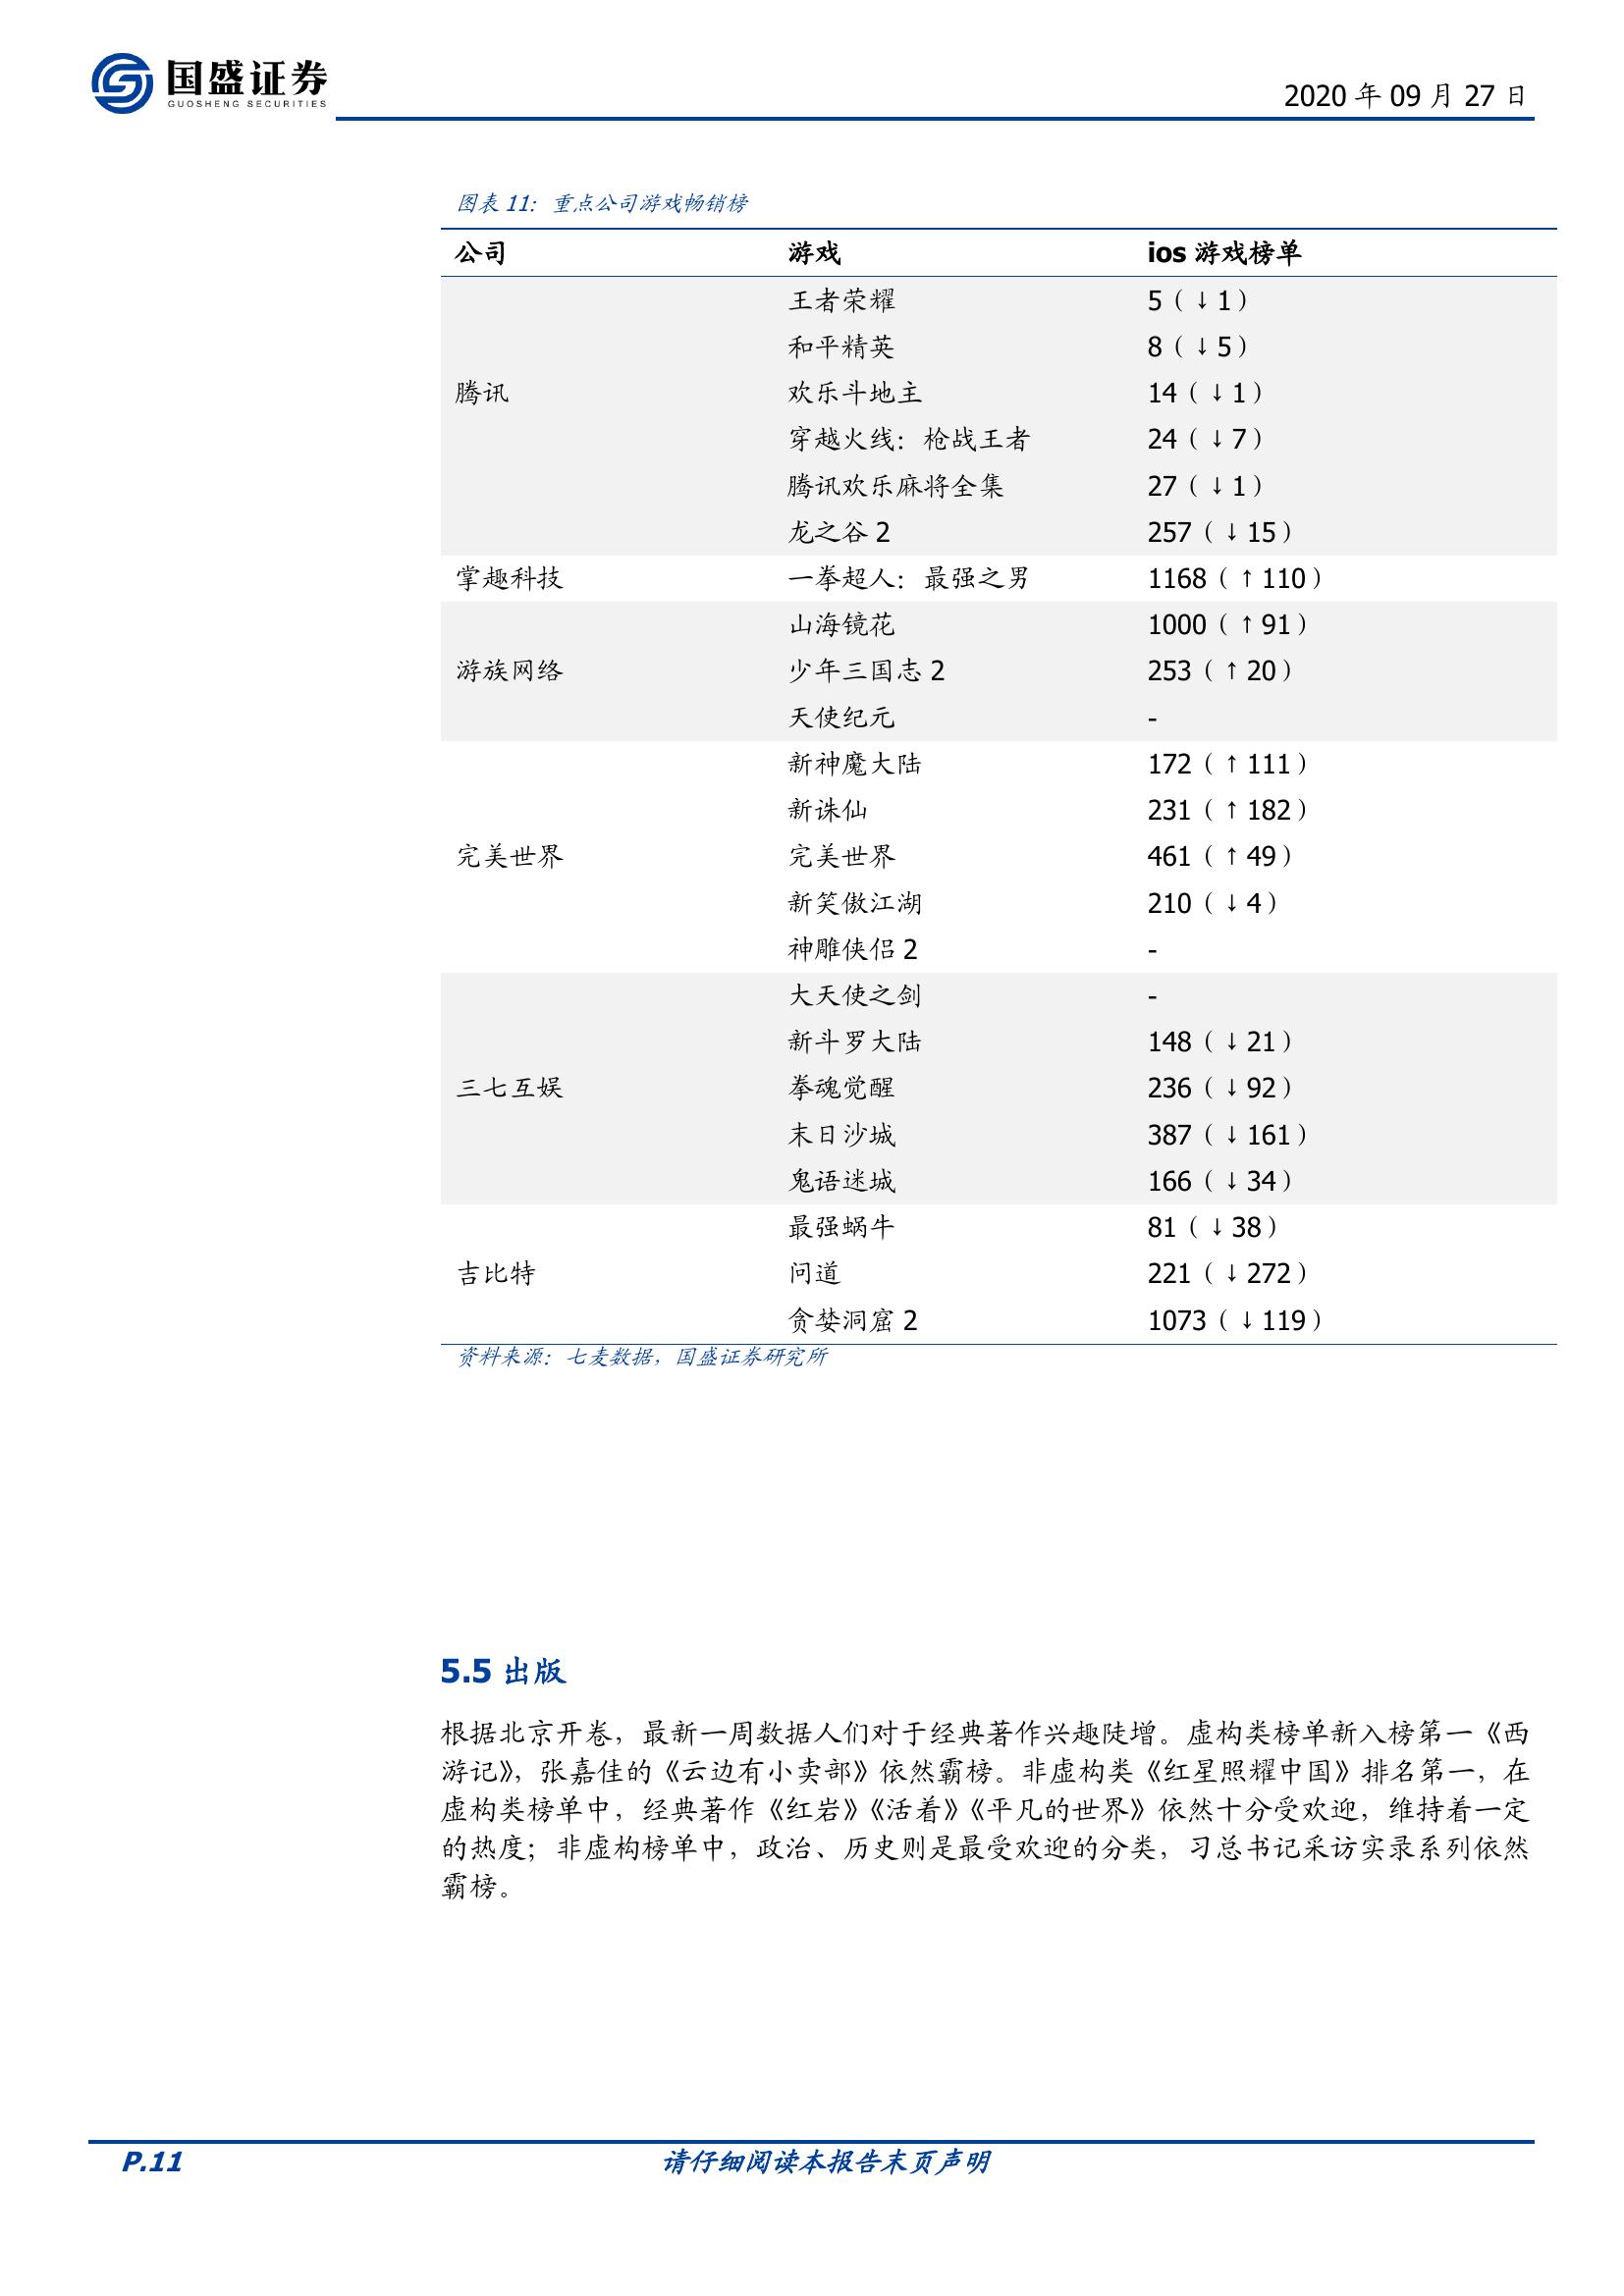 国盛证券
GUOSHENG SECURITIES
2020 年 09 月 27 日
图表 11：重点公司游戏畅销榜
公司 游戏 ios 游戏榜单
王者荣耀 5（↓1）
和平精英 8（↓5）
腾讯 欢乐斗地主 14（↓1）
穿越火线：枪战王者 24（↓7）
腾讯欢乐麻将全集 27（↓1）
龙之谷 2 257（↓15）
掌趣科技 一拳超人：最强之男 1168（↑110）
山海镜花 1000（↑91）
游族网络 少年三国志 2 253（↑20）
天使纪元 -
新神魔大陆 172（↑111）
新诛仙 231（↑182）
完美世界 完美世界 461（↑49）
新笑傲江湖 210（↓4）
神雕侠侣 2 -
大天使之剑 -
新斗罗大陆 148（↓21）
三七互娱 拳魂觉醒 236（↓92）
末日沙城 387（↓161）
鬼语迷城 166（↓34）
最强蜗牛 81（↓38）
吉比特 问道 221（↓272）
贪婪洞窟 2 1073（↓119）
资料来源：七麦数据，国盛证券研究所
5.5 出版
根据北京开卷，最新一周数据人们对于经典著作兴趣陡增。虚构类榜单新入榜第一《西
游记》，张嘉佳的《云边有小卖部》依然霸榜。非虚构类《红星照耀中国》排名第一，在
虚构类榜单中，经典著作《红岩》《活着》《平凡的世界》依然十分受欢迎，维持着一定
的热度；非虚构榜单中，政治、历史则是最受欢迎的分类，习总书记采访实录系列依然
霸榜。
P.11 请仔细阅读本报告末页声明